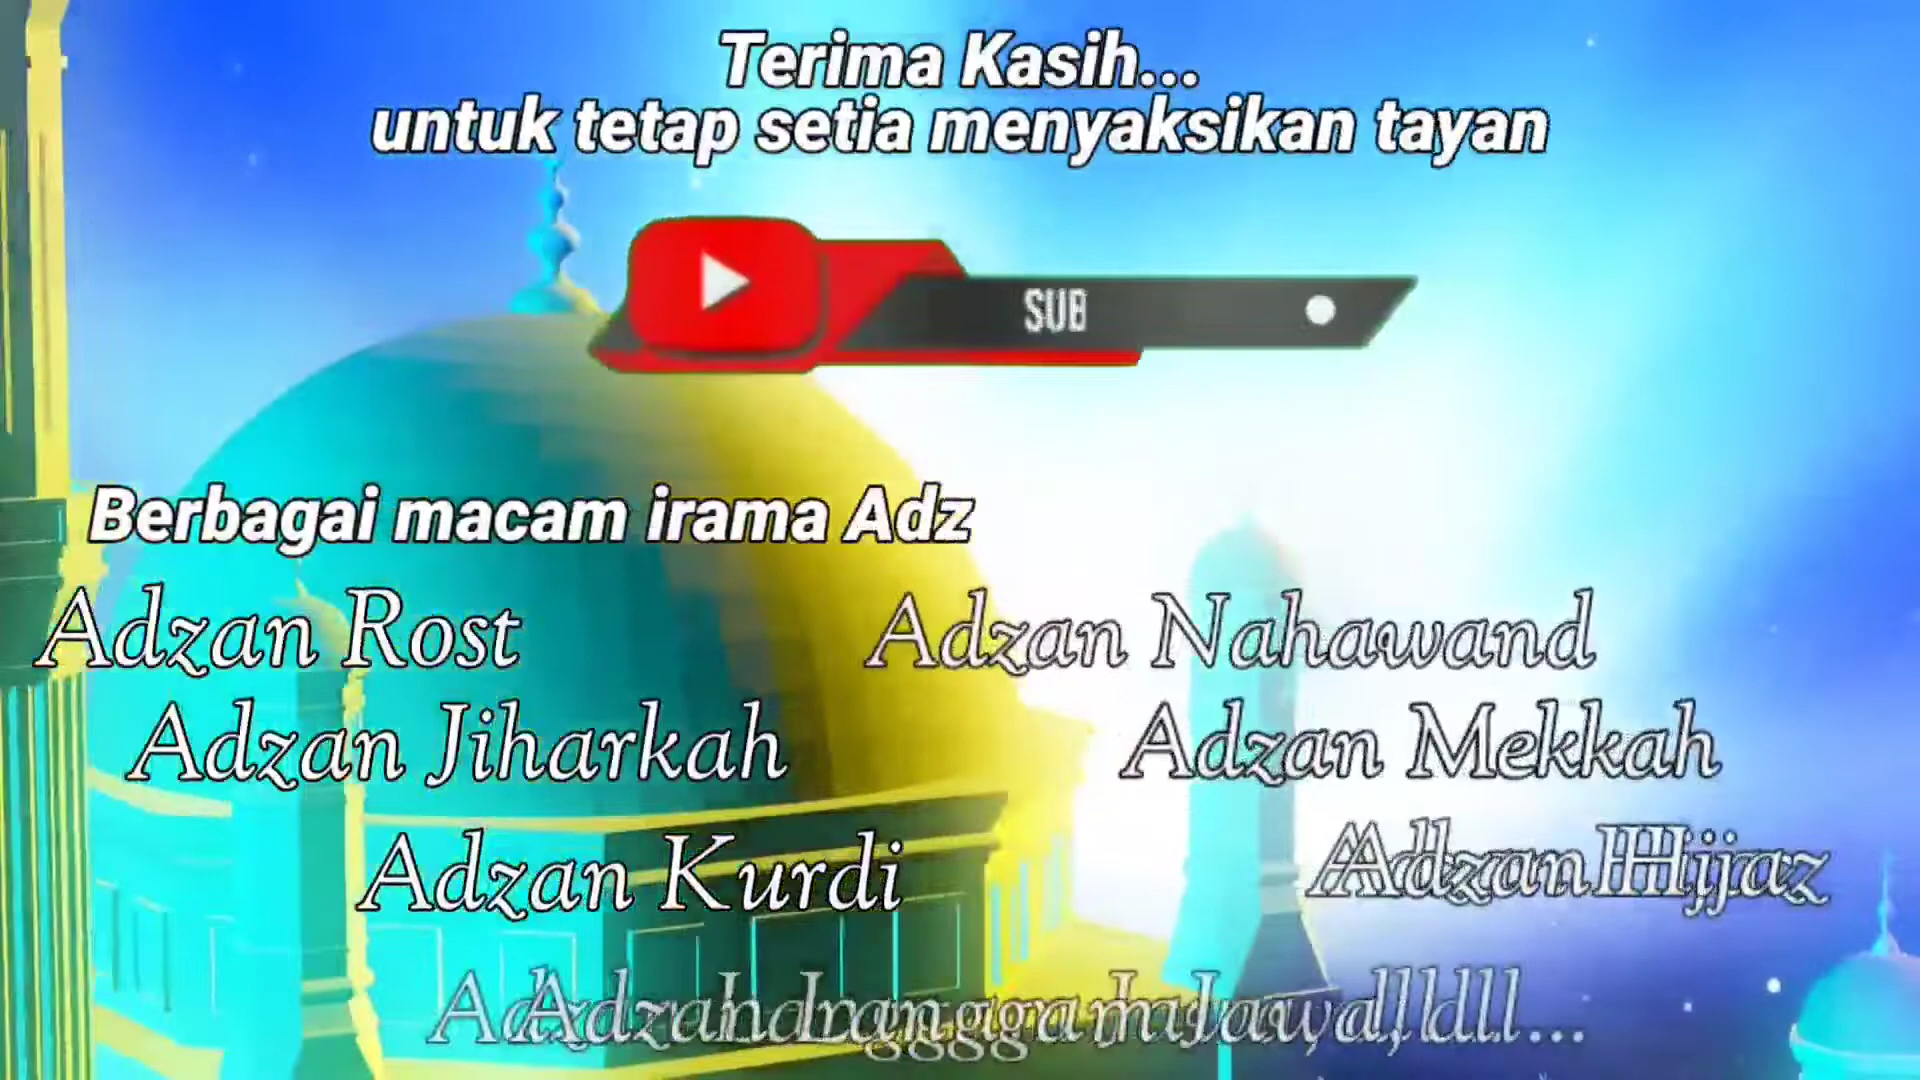 Terima Kasih...
untuk tetap setia menyaksikan tayan
SUB
Berbagai macam irama Adz
Adzan Rost
Adzan Nahawand
Adzan Jiharkah
Adzan Mekkah
Adzan Kurdi
Adzan Hijjaz